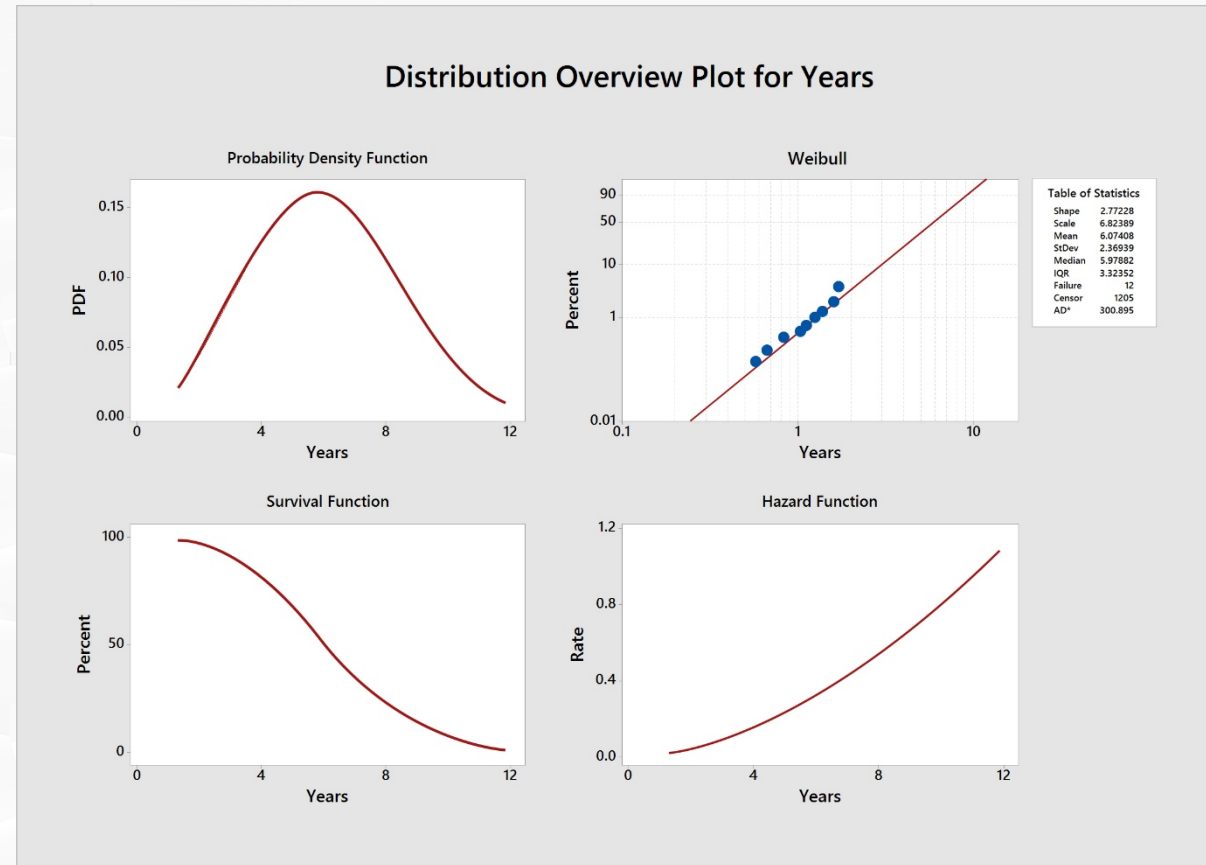 Distribution Overview Plot for Years
Probability Density Function
0.15
0.10
0.05
0.00
PDF
0
4
8
12
Years
Weibull
90
50
10
1
0.01
Percent
0.1
1
10
Years
Table of Statistics
Shape 2.77228
Scale 6.82389
Mean 6.07408
StDev 2.36939
Median 5.97882
IQR 3.32352
Failure 12
Censor 1205
AD* 300.895
Survival Function
100
50
0
Percent
0
4
8
12
Years
Hazard Function
1.2
0.8
0.4
0.0
Rate
0
4
8
12
Years